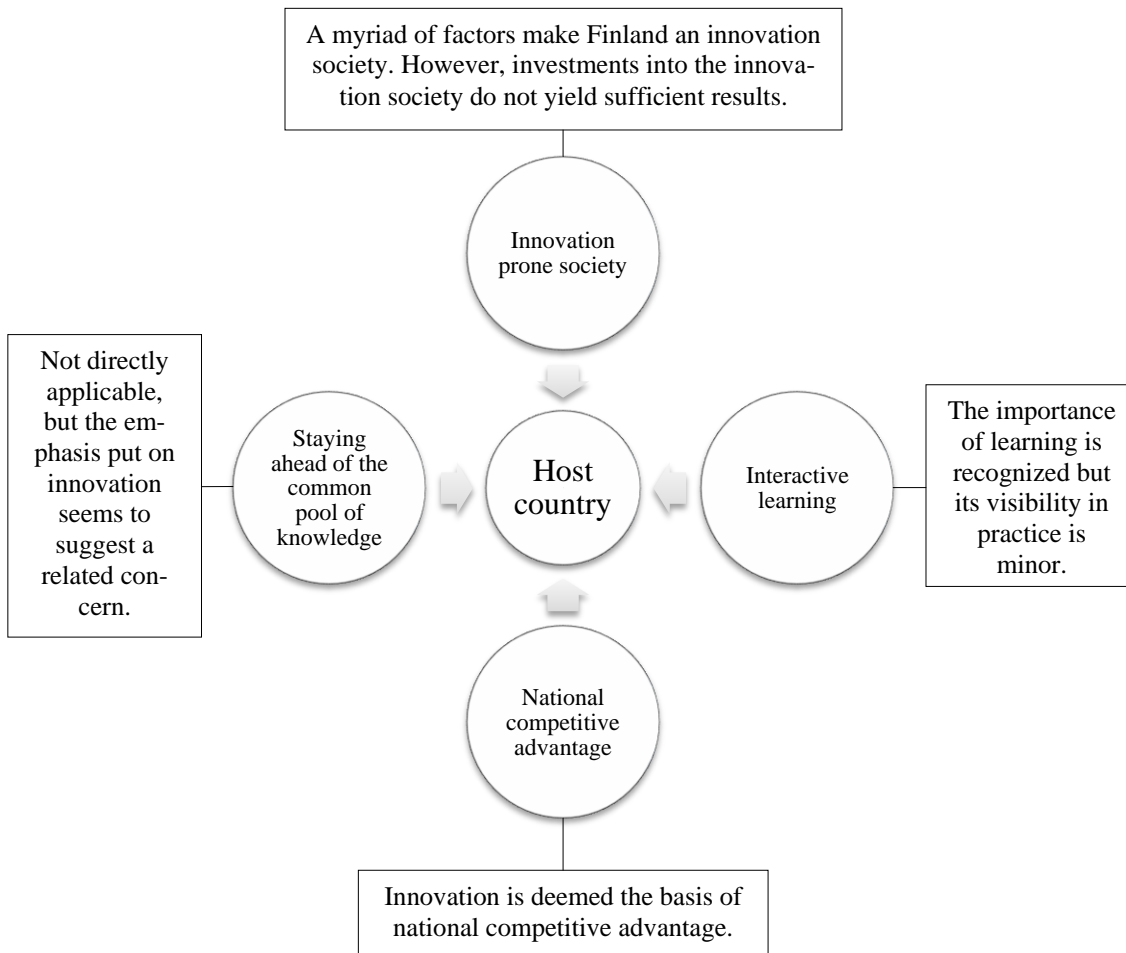 A myriad of factors make Finland an innovation
society. However, investments into the innova-
tion society do not yield sufficient results.
Innovation
prone society
Not directly
applicable,
but the em-
phasis put on
innovation
seems to
suggest a
related con-
cern.
Staying
ahead of the
common
pool of
knowledge
Host
country
Interactive
learning
The importance
of learning is
recognized but
its visibility in
practice is
minor.
National
competitive
advantage
Innovation is deemed the basis of
national competitive advantage.